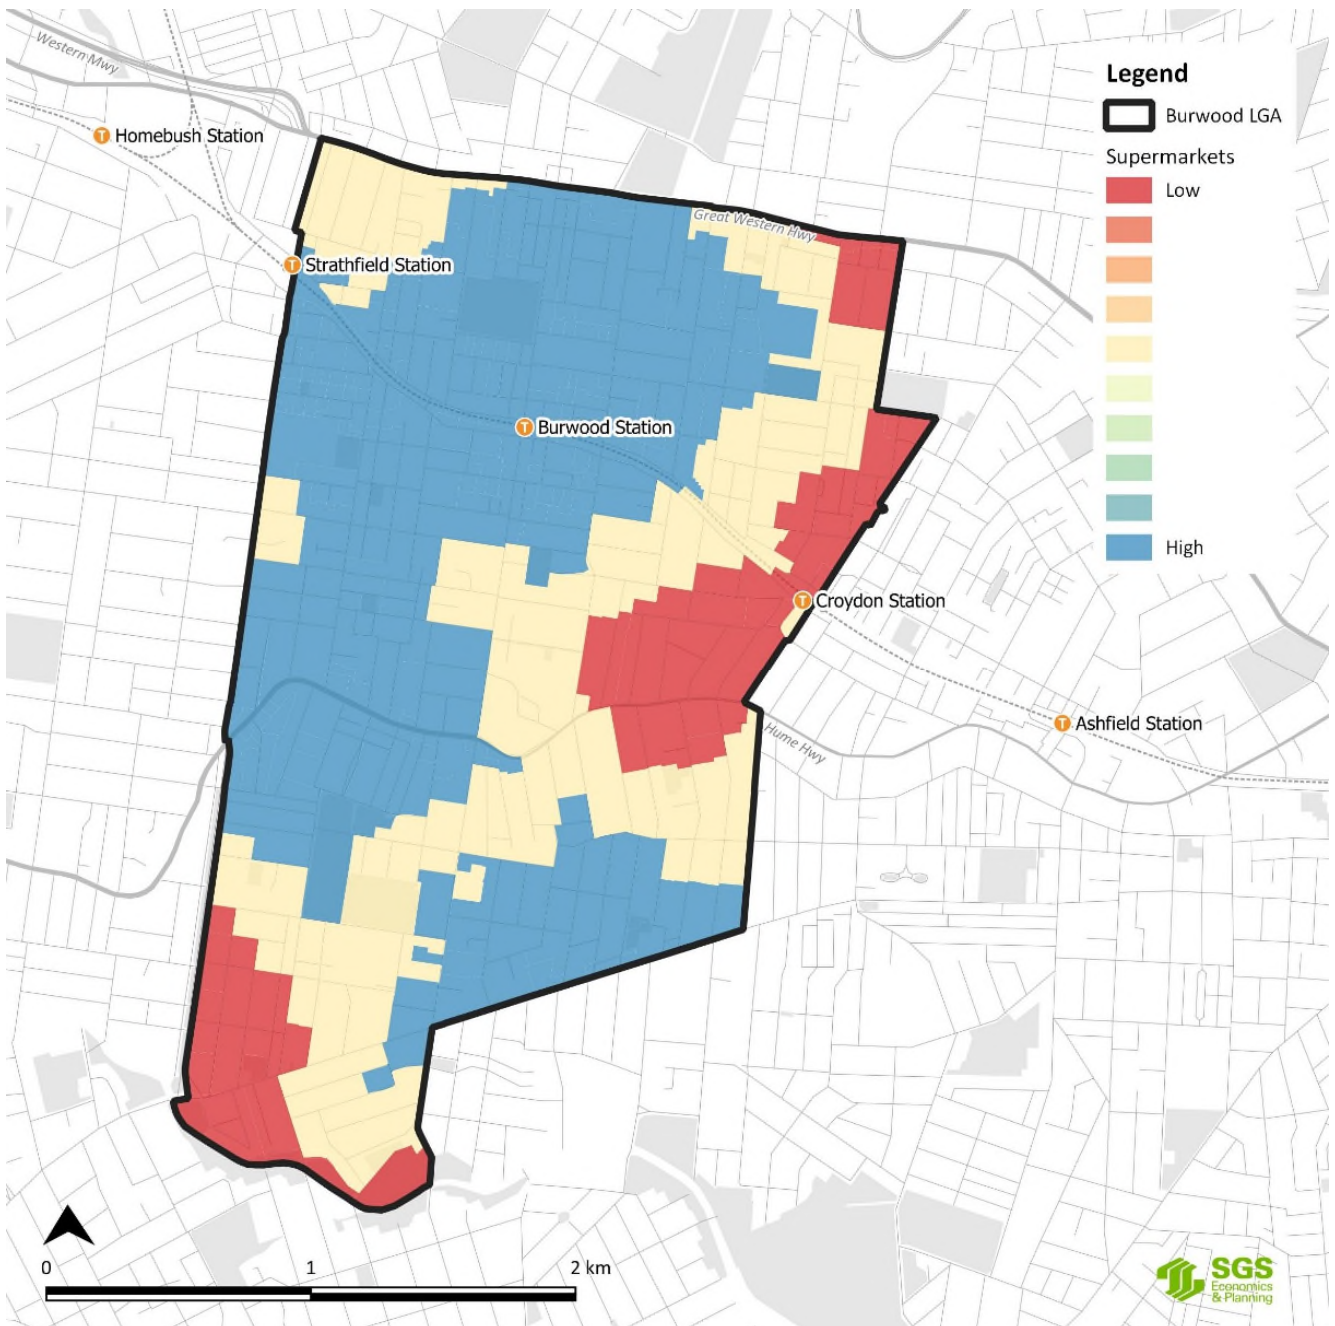 Western Mwy
Homebush Station
Strathfield Station
Great Western Hwy
Burwood Station
Croydon Station
Ashfield Station
Hume Hwy
Legend
Burwood LGA
Supermarkets
Low
High
0 1 2 km
SGS
Economics
& Planning